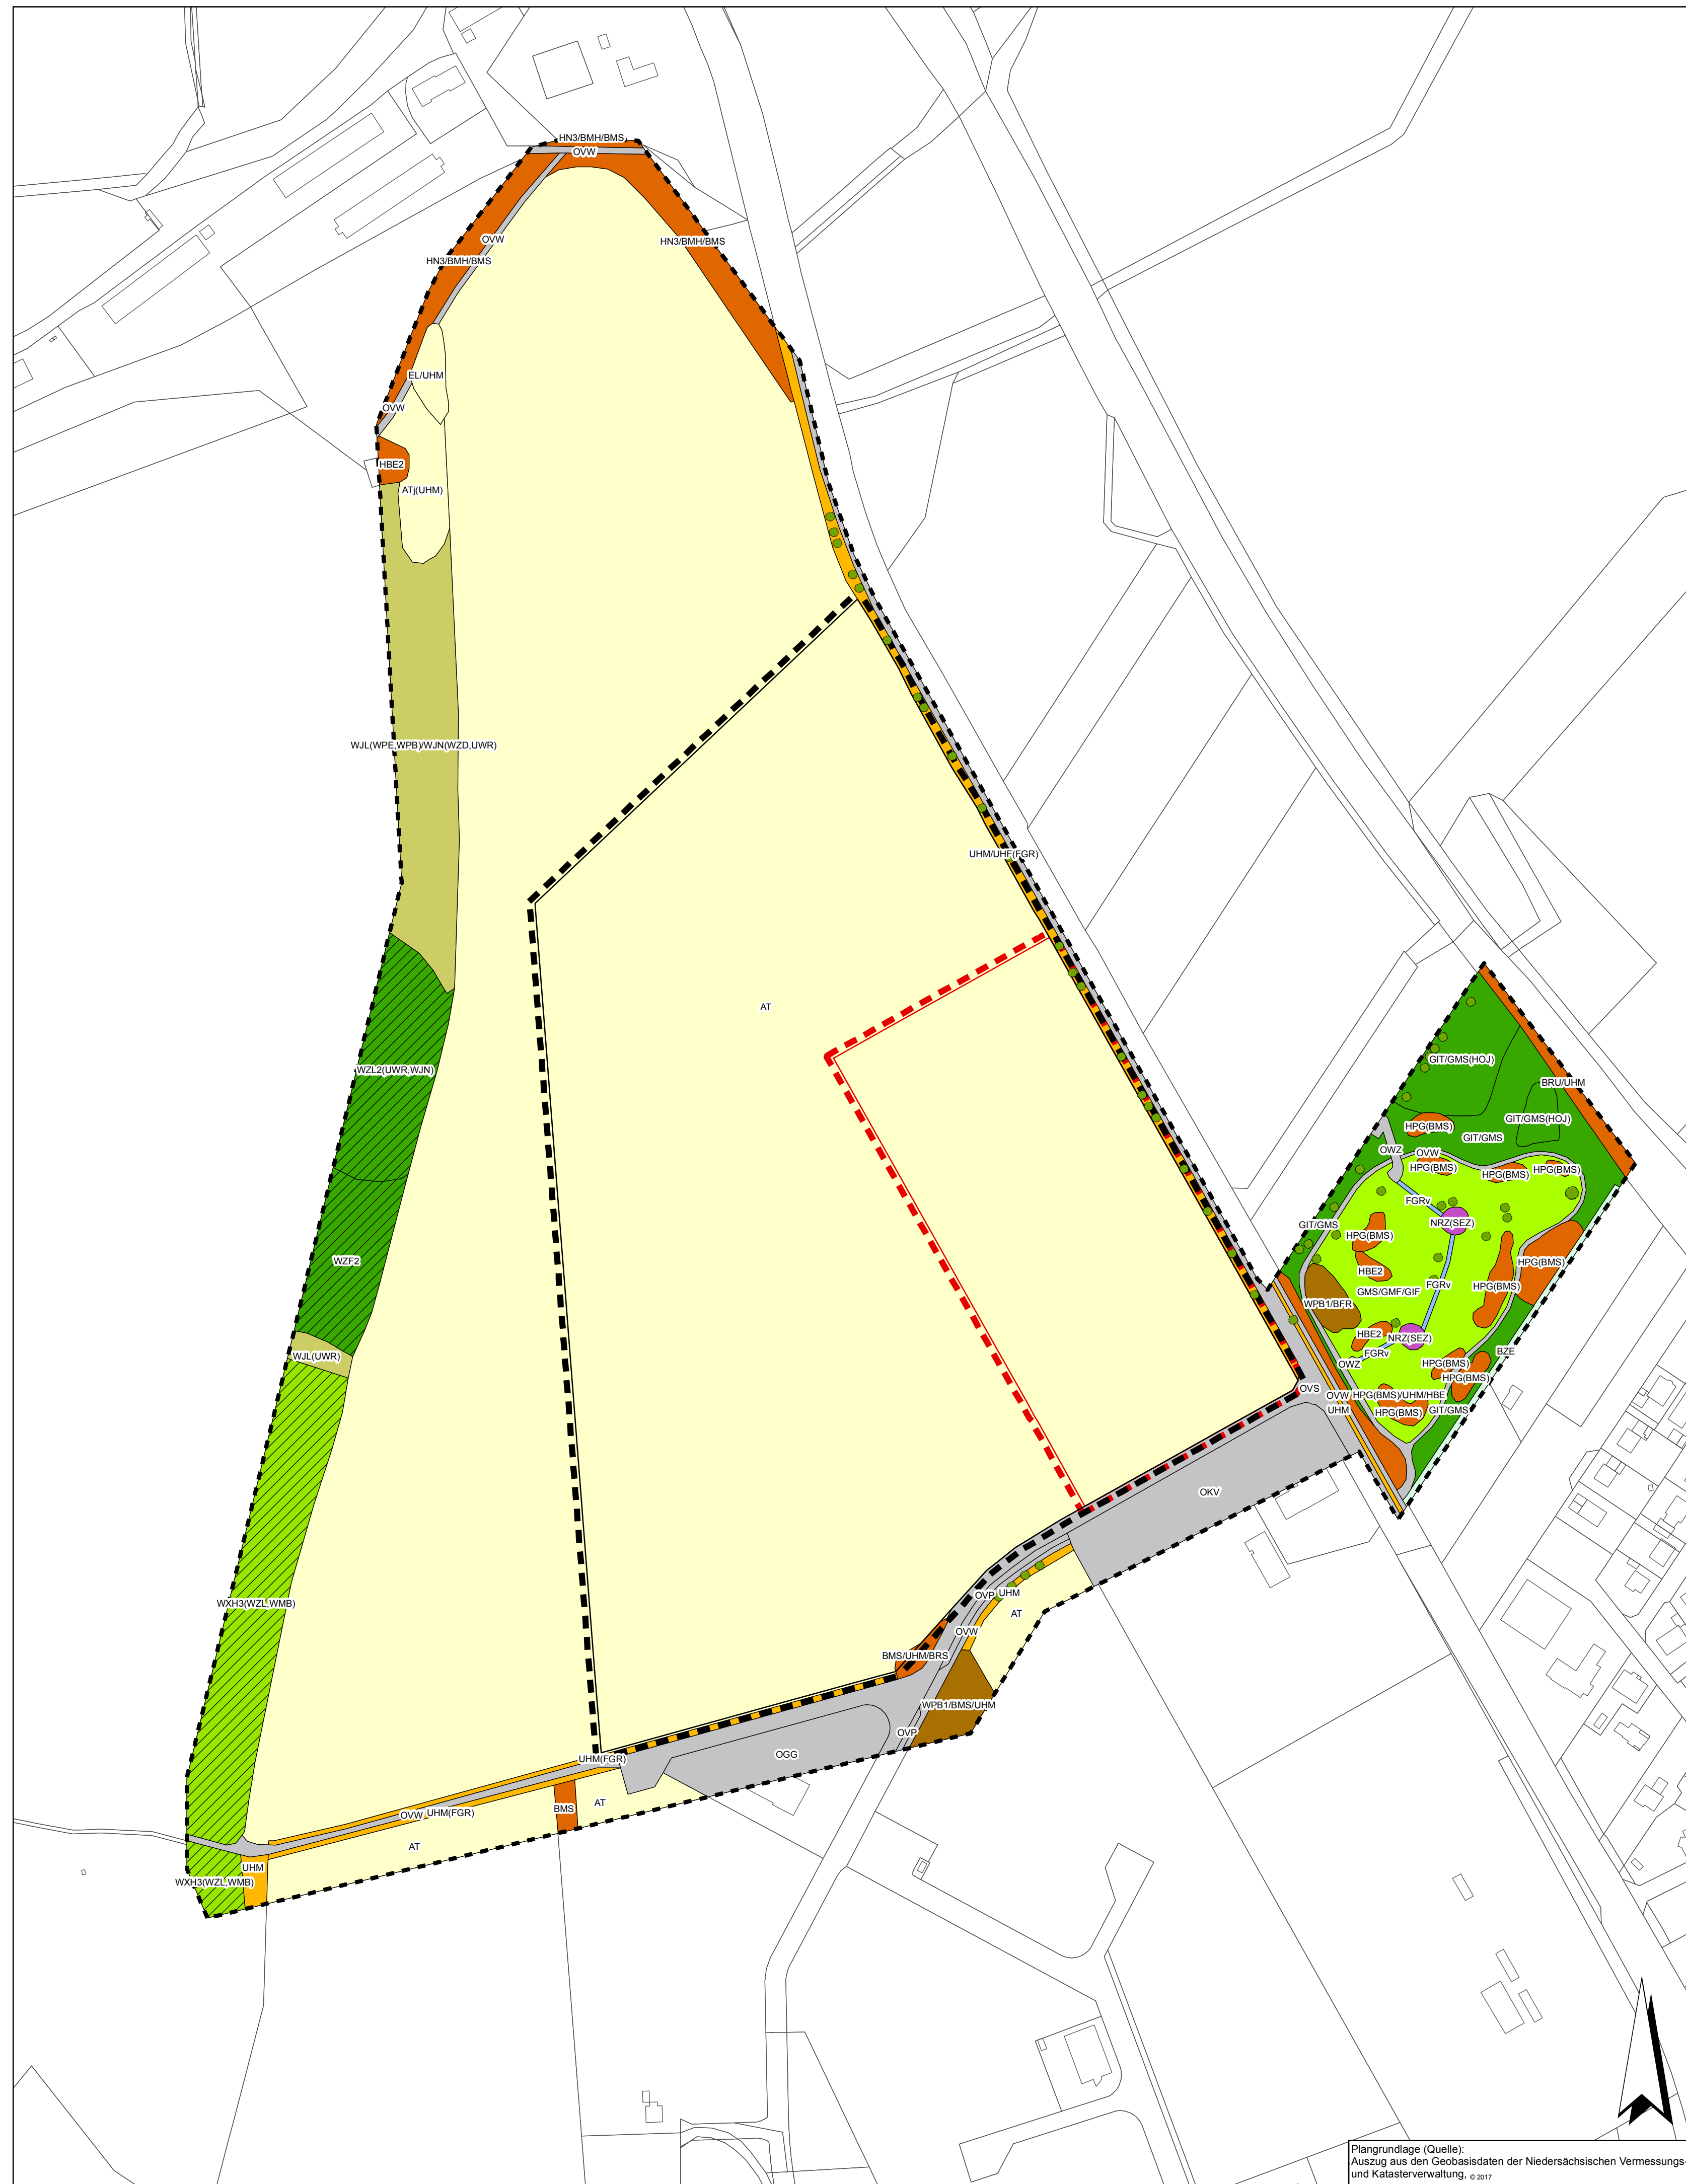 HN3/BMH/BMS
OVW
OVW
HN3/BMH/BMS
HN3/BMH/BMS
EL/UHM
OVW
HBE2
ATj(UHM)
WJL(WPE,WPB)/WJN(WZD,UWR)
UHM/UHF(FGR)
AT
WZL2(UWR,WJN)
GIT/GMS(HOJ)
BRU/UHM
GIT/GMS(HOJ)
HPG(BMS)
GIT/GMS
OWZ
OVW
HPG(BMS)
HPG(BMS)
HPG(BMS)
FGRv
NRZ(SEZ)
GIT/GMS
HPG(BMS)
WZF2
HBE2
HPG(BMS)
FGRv
HPG(BMS)
GMS/GMF/GIF
WPB1/BFR
HBE2
NRZ(SEZ)
WJL(UWR)
FGRv
BZE
OWZ
HPG(BMS)
HPG(BMS)
OVS
OVW
HPG(BMS)/UHM/HBE
UHM
HPG(BMS)
GIT/GMS
OKV
OVP
UHM
WXH3(WZL,WMB)
AT
OVW
BMS/UHM/BRS
WPB1/BMS/UHM
OVP
OGG
UHM(FGR)
AT
BMS
OVW
UHM(FGR)
AT
UHM
WXH3(WZL,WMB)
Plangrundlage (Quelle):
Auszug aus den Geobasisdaten der Niedersächsischen Vermessungs-
und Katasterverwaltung, © 2017